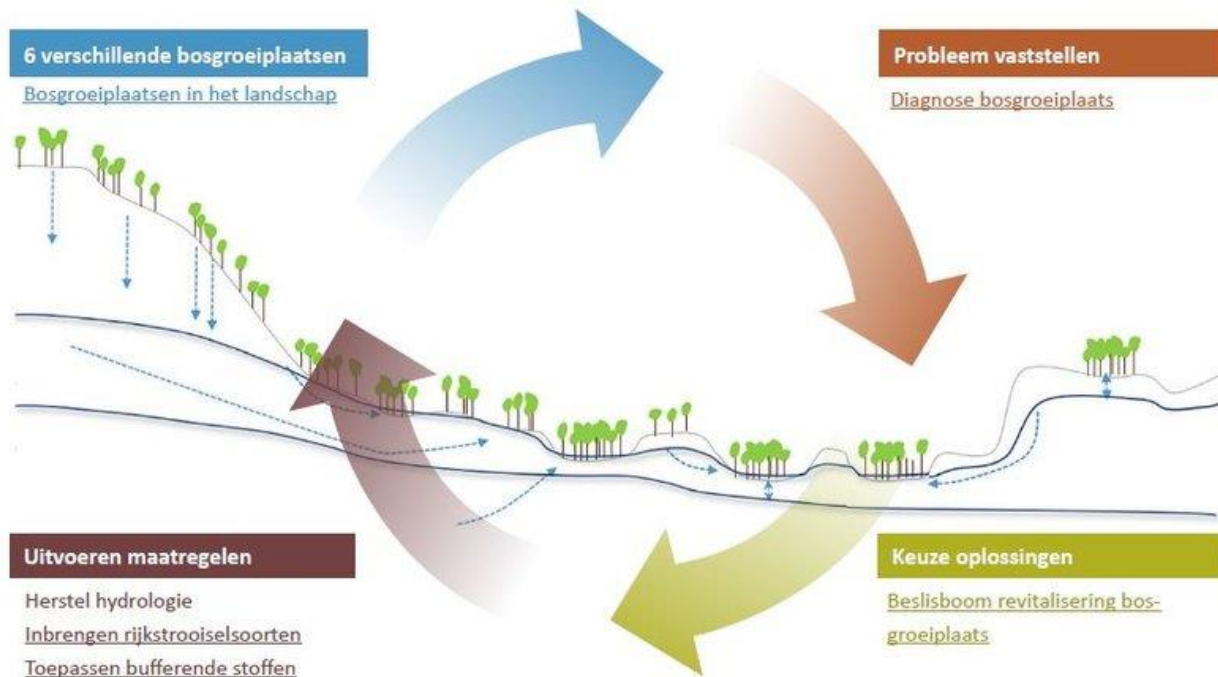 6 verschillende bosgroeiplaatsen
Bosgroeiplaatsen in het landschap
Probleem vaststellen
Diagnose bosgroeiplaats
Uitvoeren maatregelen
Herstel hydrologie
Inbrengen rijkstrooiselsoorten
Toepassen bufferende stoffen
Keuze oplossingen
Beslisboom revitalisering bos-
groeiplaats